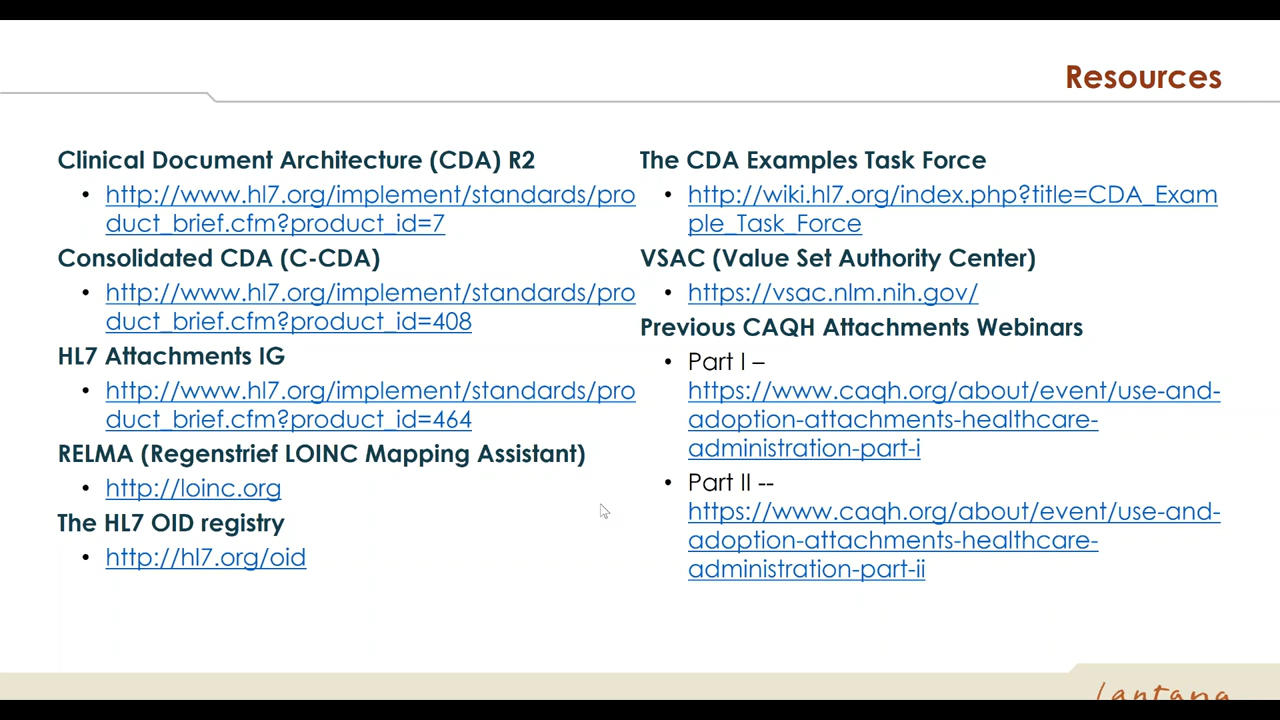 Resources
Clinical Document Architecture (CDA) R2
• http://www.hl7.org/implement/standards/pro
duct_brief.cfm?product_id=7
Consolidated CDA (C-CDA)
• http://www.hl7.org/implement/standards/pro
duct_brief.cfm?product_id=408
HL7 Attachments IG
• http://www.hl7.org/implement/standards/pro
duct_brief.cfm?product_id=464
RELMA (Regenstrief LOINC Mapping Assistant)
• http://loinc.org
The HL7 OID registry
• http://hl7.org/oid
The CDA Examples Task Force
• http://wiki.hl7.org/index.php?title=CDA_Exam
ple_Task_Force
VSAC (Value Set Authority Center)
• https://vsac.nlm.nih.gov/
Previous CAQH Attachments Webinars
• Part I –
https://www.caqh.org/about/event/use-and-
adoption-attachments-healthcare-
administration-part-i
• Part II --
https://www.caqh.org/about/event/use-and-
adoption-attachments-healthcare-
administration-part-ii
Lantana